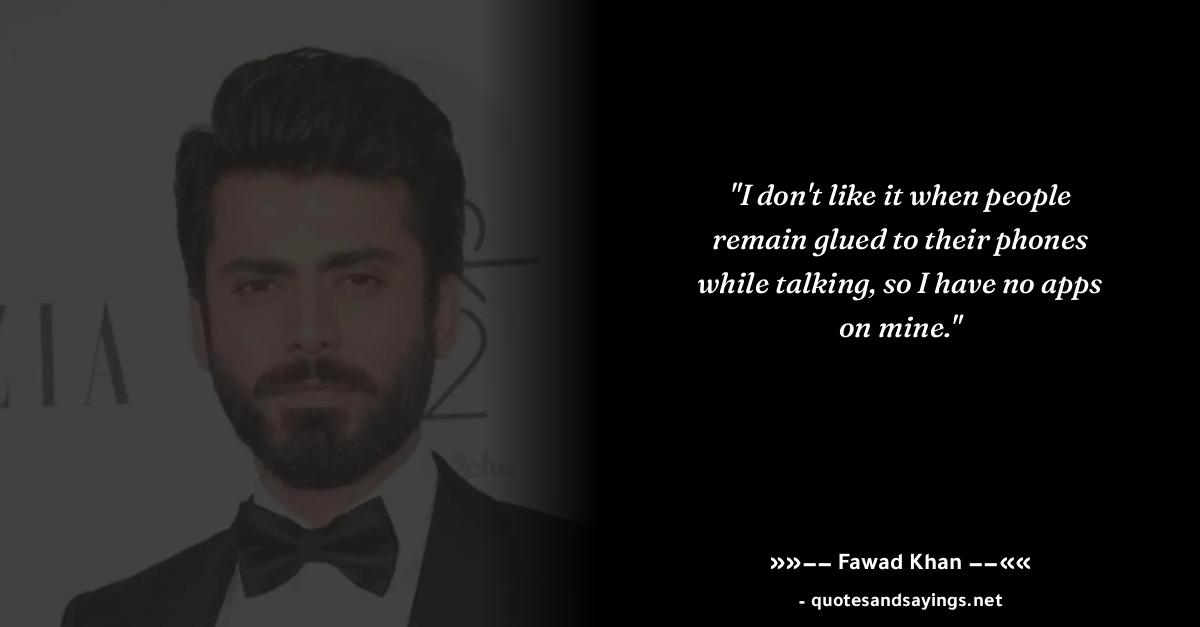 "I don't like it when people
remain glued to their phones
while talking, so I have no apps
on mine."
»»−− Fawad Khan −−««
- quotesandsayings.net
ZIA